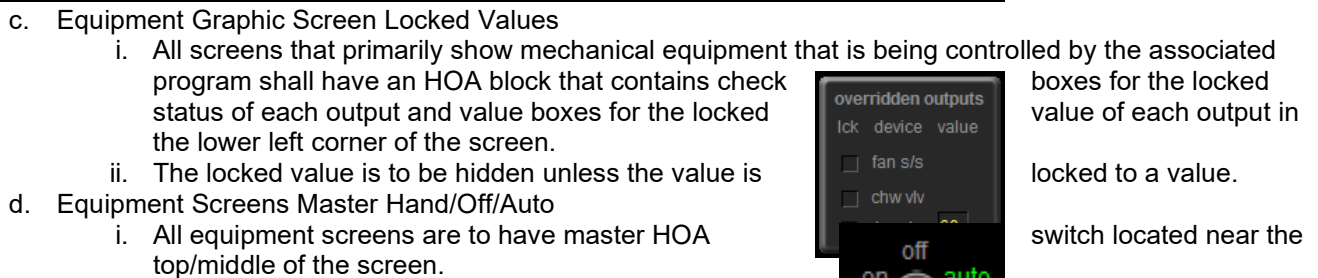 c. Equipment Graphic Screen Locked Values
i. All screens that primarily show mechanical equipment that is being controlled by the associated
program shall have an HOA block that contains check boxes for the locked
status of each output and value boxes for the locked value of each output in
the lower left corner of the screen.
ii. The locked value is to be hidden unless the value is locked to a value.
d. Equipment Screens Master Hand/Off/Auto
i. All equipment screens are to have master HOA switch located near the
top/middle of the screen.
overridden outputs
lck device value
fan s/s
chw vlv
off
on auto